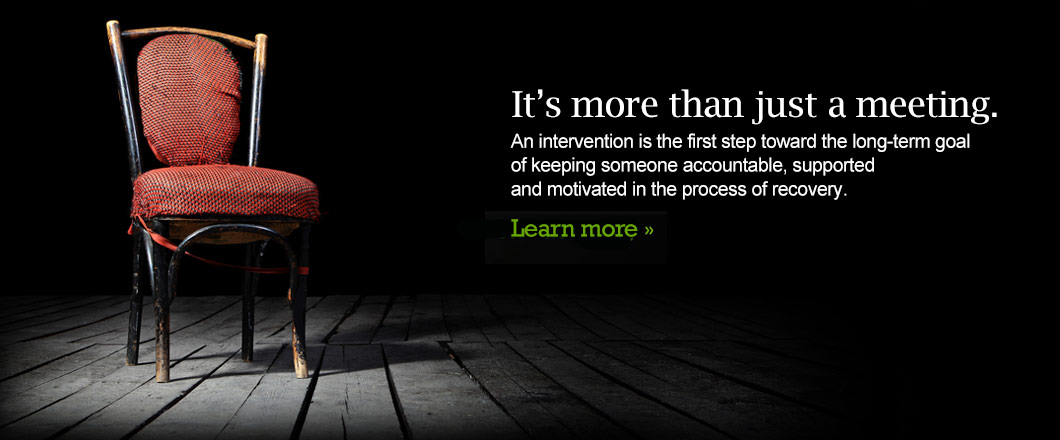 It’s more than just a meeting.
An intervention is the first step toward the long-term goal
of keeping someone accountable, supported
and motivated in the process of recovery.
Learn more »